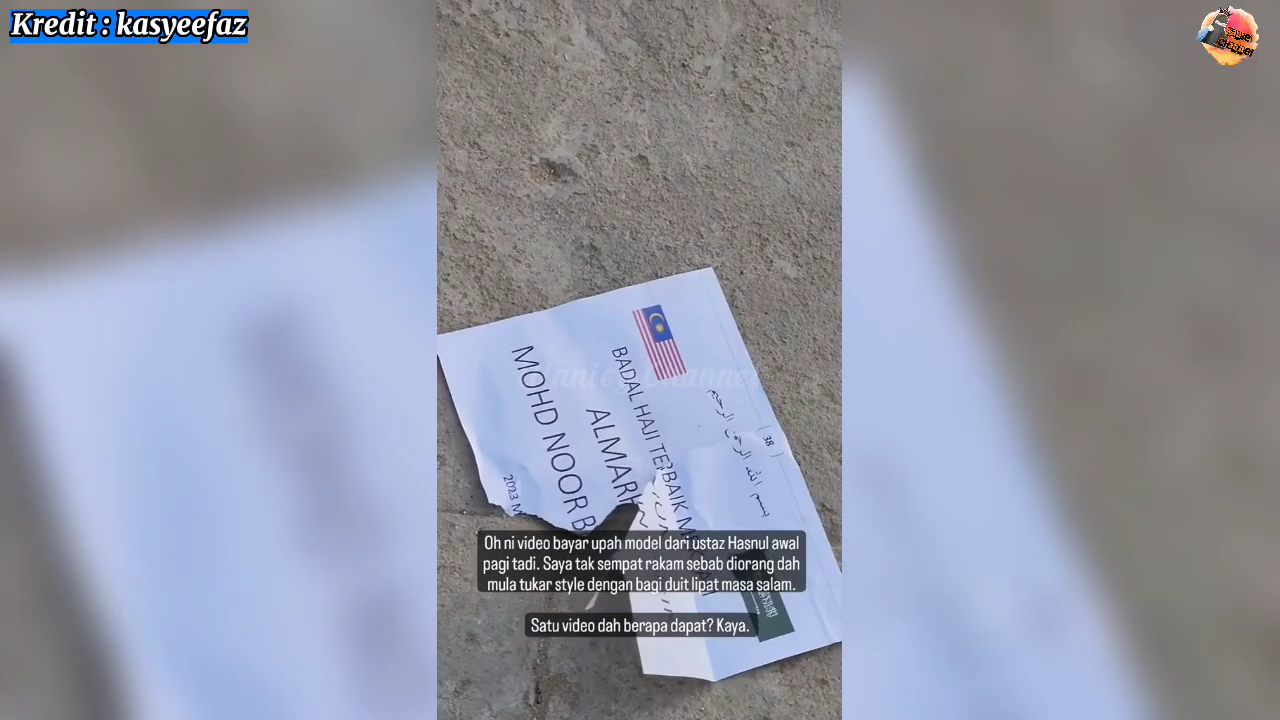 Kredit : kasyeefaz
( 38 )
بسم الله الرحمن الرحيم
BADAL HAJI TERBAIK
ALMARH
MOHD NOOR B
2023 M
Oh ni video bayar upah model dari ustaz Hasnul awal
pagi tadi. Saya tak sempat rakam sebab diorang dah
mula tukar style dengan bagi duit lipat masa salam.
Satu video dah berapa dapat? Kaya.